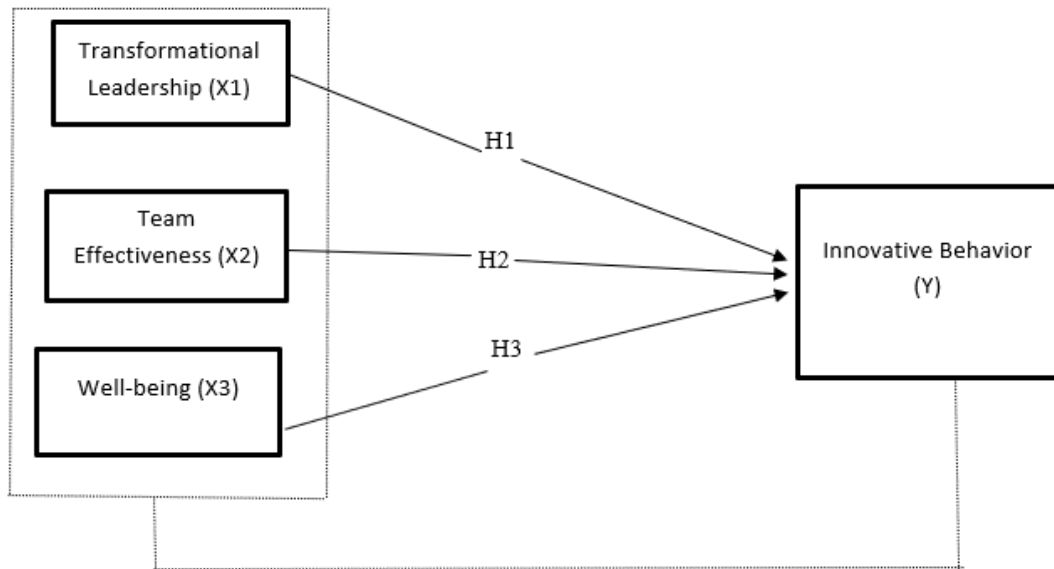 Transformational
Leadership (X1)
H1
Team
Effectiveness (X2)
H2
Innovative Behavior
(Y)
H3
Well-being (X3)